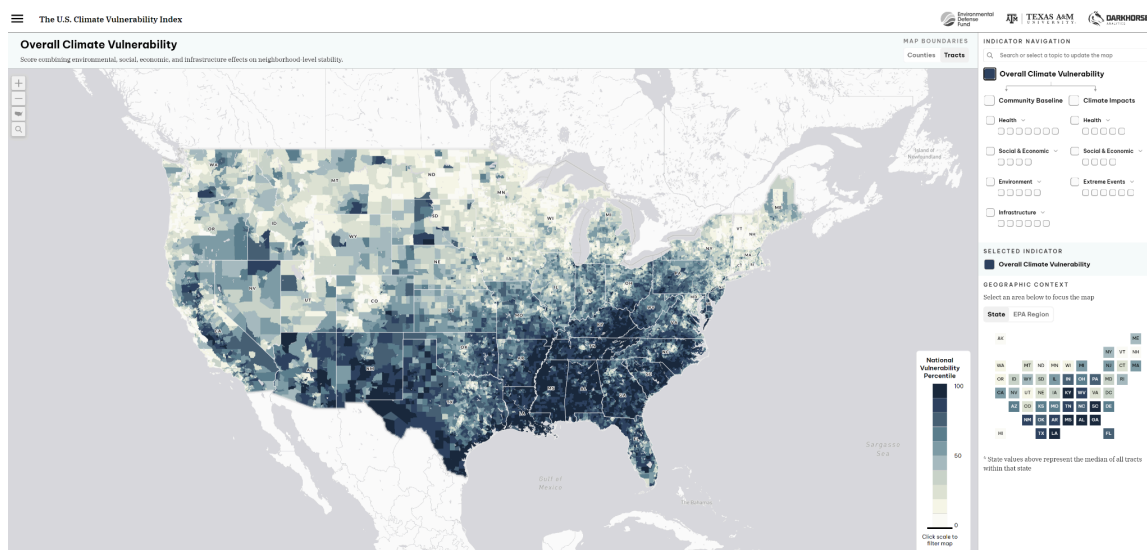 The U.S. Climate Vulnerability Index
Environmental
Defense
Fund
TEXAS A&M
UNIVERSITY
DARKHORSE
ANALYTICS
Overall Climate Vulnerability
Score combining environmental, social, economic, and infrastructure effects on neighborhood-level stability.
MAP BOUNDARIES
Counties Tracts
INDICATOR NAVIGATION
Search or select a topic to update the map
Overall Climate Vulnerability
Community Baseline Climate Impacts
Health Health
Social & Economic Social & Economic
Environment Extreme Events
Infrastructure
SELECTED INDICATOR
Overall Climate Vulnerability
GEOGRAPHIC CONTEXT
Select an area below to focus the map
State EPA Region
AK ME
NY VT NH
WA MT ND MN WI MI NJ CT MA
OR ID WY SD IL IN OH PA MD RI
CA NV UT NE IA KY WV VA DC
AZ CO KS MO TN NC SC DE
NM OK AR MS AL GA
HI TX LA FL
* State values above represent the median of all tracts
within that state
Island of
Newfoundland
WA
MT
ND
MN
OR
ID
WY
SD
WI
MI
ME
VT
NH
NY
MA
NV
UT
CO
NE
IA
NM
Sargasso
Sea
Gulf of
Mexico
The Bahamas
National
Vulnerability
Percentile
100
50
0
Click scale to
filter map